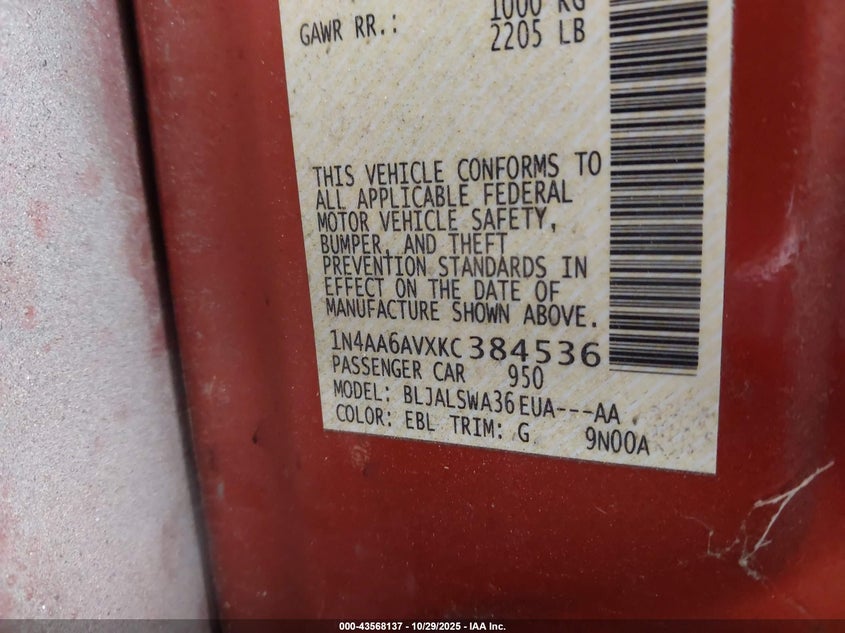 1000 KG
GAWR RR.: 2205 LB
THIS VEHICLE CONFORMS TO
ALL APPLICABLE FEDERAL
MOTOR VEHICLE SAFETY,
BUMPER, AND THEFT
PREVENTION STANDARDS IN
EFFECT ON THE DATE OF
MANUFACTURE SHOWN ABOVE.
1N4AA6AVXKC384536
PASSENGER CAR 950
MODEL: BLJALSWA36EUA---AA
COLOR: EBL TRIM: G 9N00A
000-43568137 - 10/29/2025 - IAA Inc.